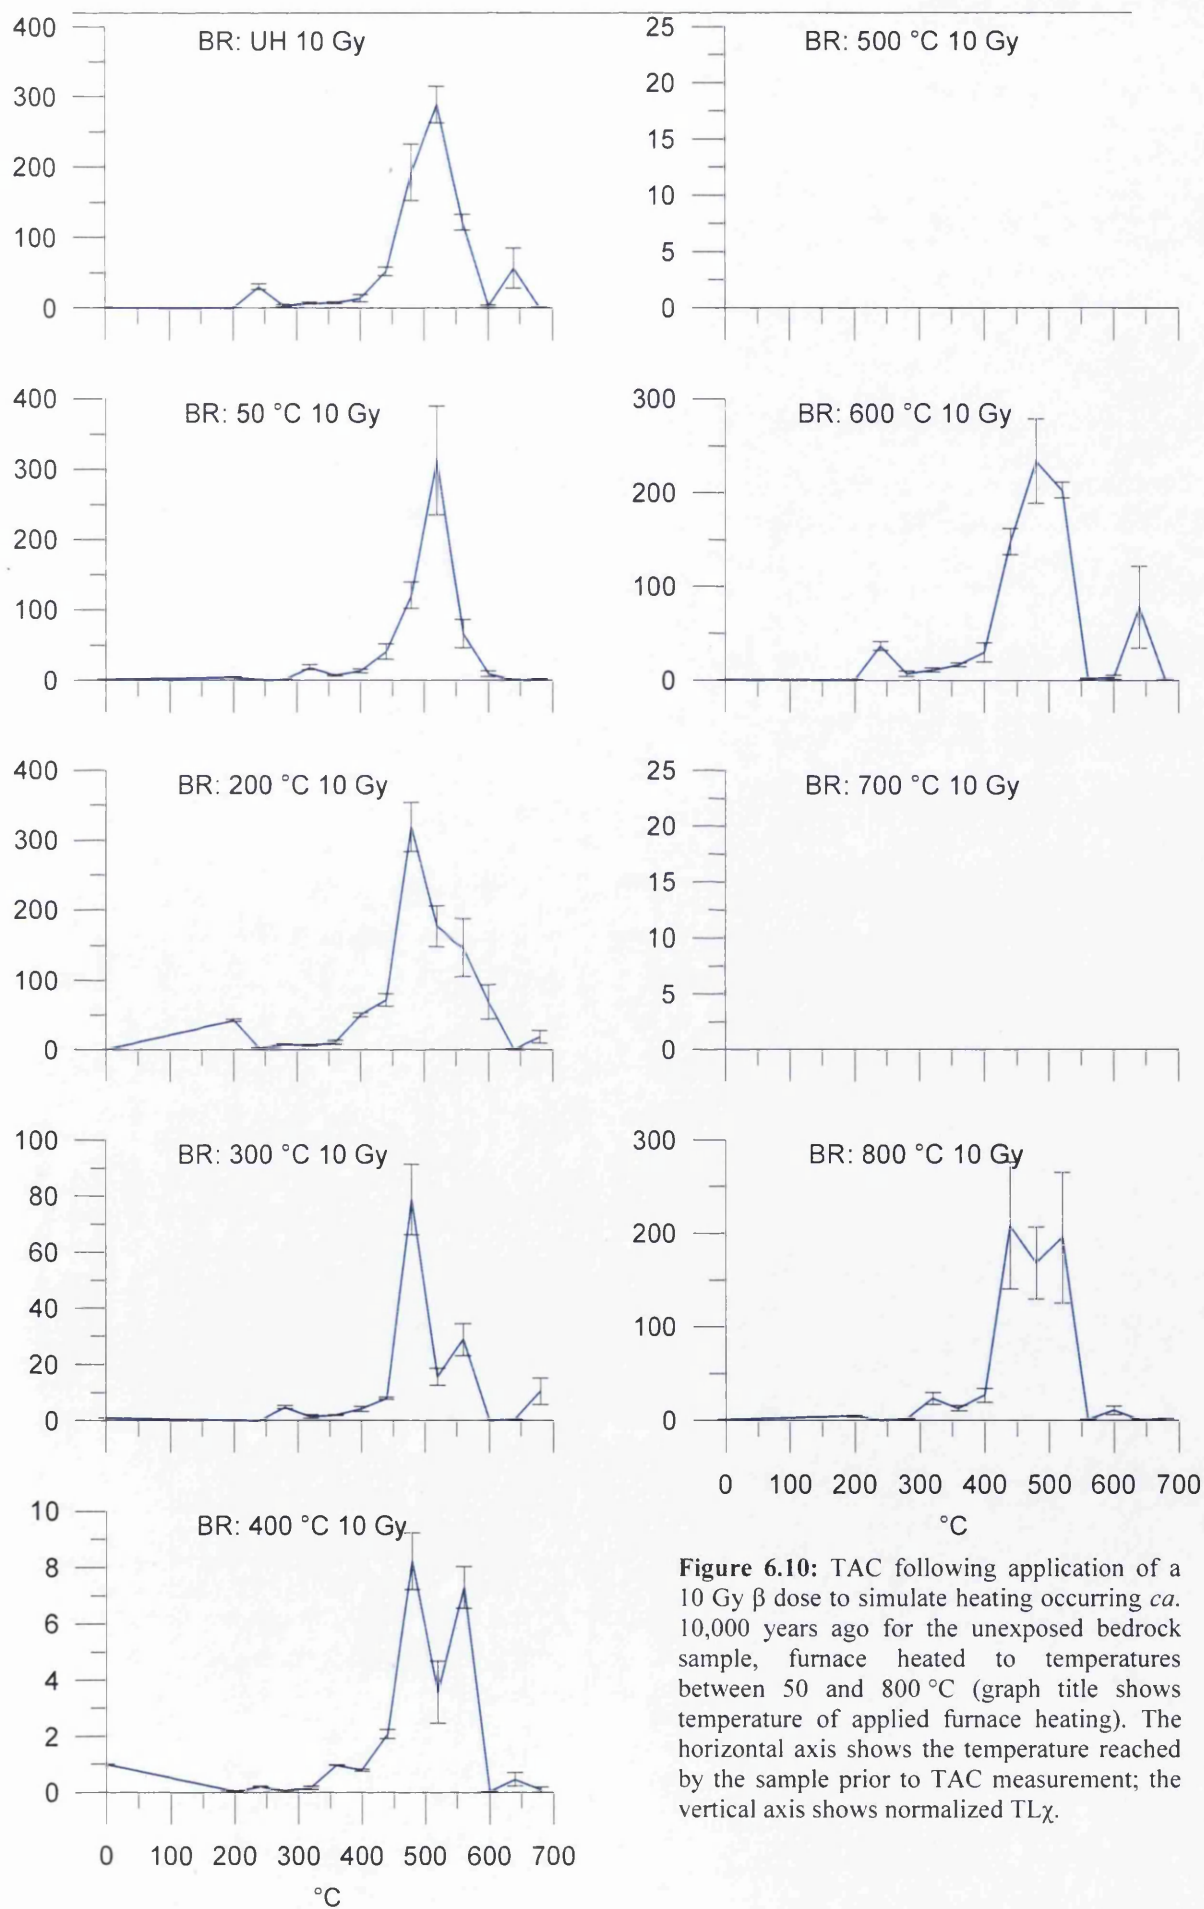 BR: UH 10 Gy
400
300
200
100
0
BR: 50 °C 10 Gy
400
300
200
100
0
BR: 200 °C 10 Gy
400
300
200
100
0
BR: 300 °C 10 Gy
100
80
60
40
20
0
BR: 400 °C 10 Gy
10
8
6
4
2
0
0 100 200 300 400 500 600 700
°C
BR: 500 °C 10 Gy
25
20
15
10
5
0
BR: 600 °C 10 Gy
300
200
100
0
BR: 700 °C 10 Gy
25
20
15
10
5
0
BR: 800 °C 10 Gy
300
200
100
0
0 100 200 300 400 500 600 700
°C
Figure 6.10: TAC following application of a
10 Gy β dose to simulate heating occurring ca.
10,000 years ago for the unexposed bedrock
sample, furnace heated to temperatures
between 50 and 800 °C (graph title shows
temperature of applied furnace heating). The
horizontal axis shows the temperature reached
by the sample prior to TAC measurement; the
vertical axis shows normalized TLχ.